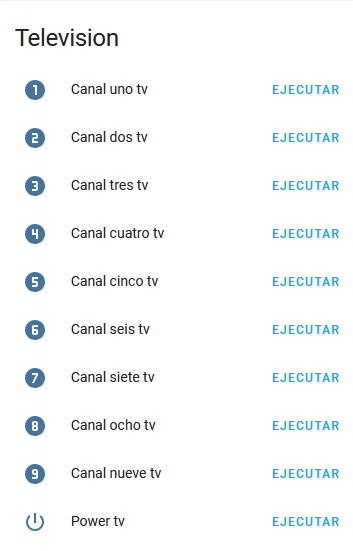 Television
1 Canal uno tv EJECUTAR
2 Canal dos tv EJECUTAR
3 Canal tres tv EJECUTAR
4 Canal cuatro tv EJECUTAR
5 Canal cinco tv EJECUTAR
6 Canal seis tv EJECUTAR
7 Canal siete tv EJECUTAR
8 Canal ocho tv EJECUTAR
9 Canal nueve tv EJECUTAR
Power tv EJECUTAR